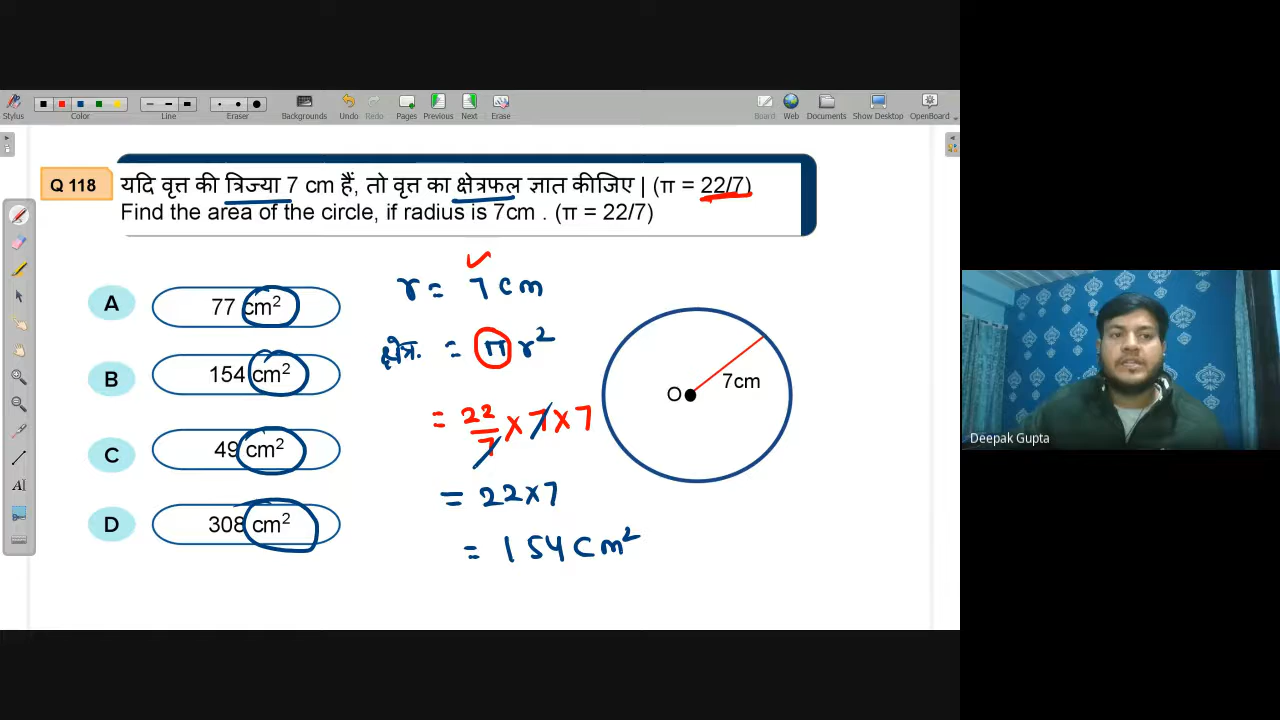 Stylus
Color
Line
Eraser
Backgrounds
Undo
Redo
Pages
Previous
Next
Erase
Board
Web
Documents
Show Desktop
OpenBoard
Q 118
यदि वृत्त की त्रिज्या 7 cm हैं, तो वृत्त का क्षेत्रफल ज्ञात कीजिए | (π = 22/7)
Find the area of the circle, if radius is 7cm . (π = 22/7)
A
77 cm²
B
154 cm²
C
49 cm²
D
308 cm²
r = 7 cm
क्षेत्र. = π r²
= 22/7 × 7 × 7
= 22×7
= 154 cm²
O
7cm
Deepak Gupta